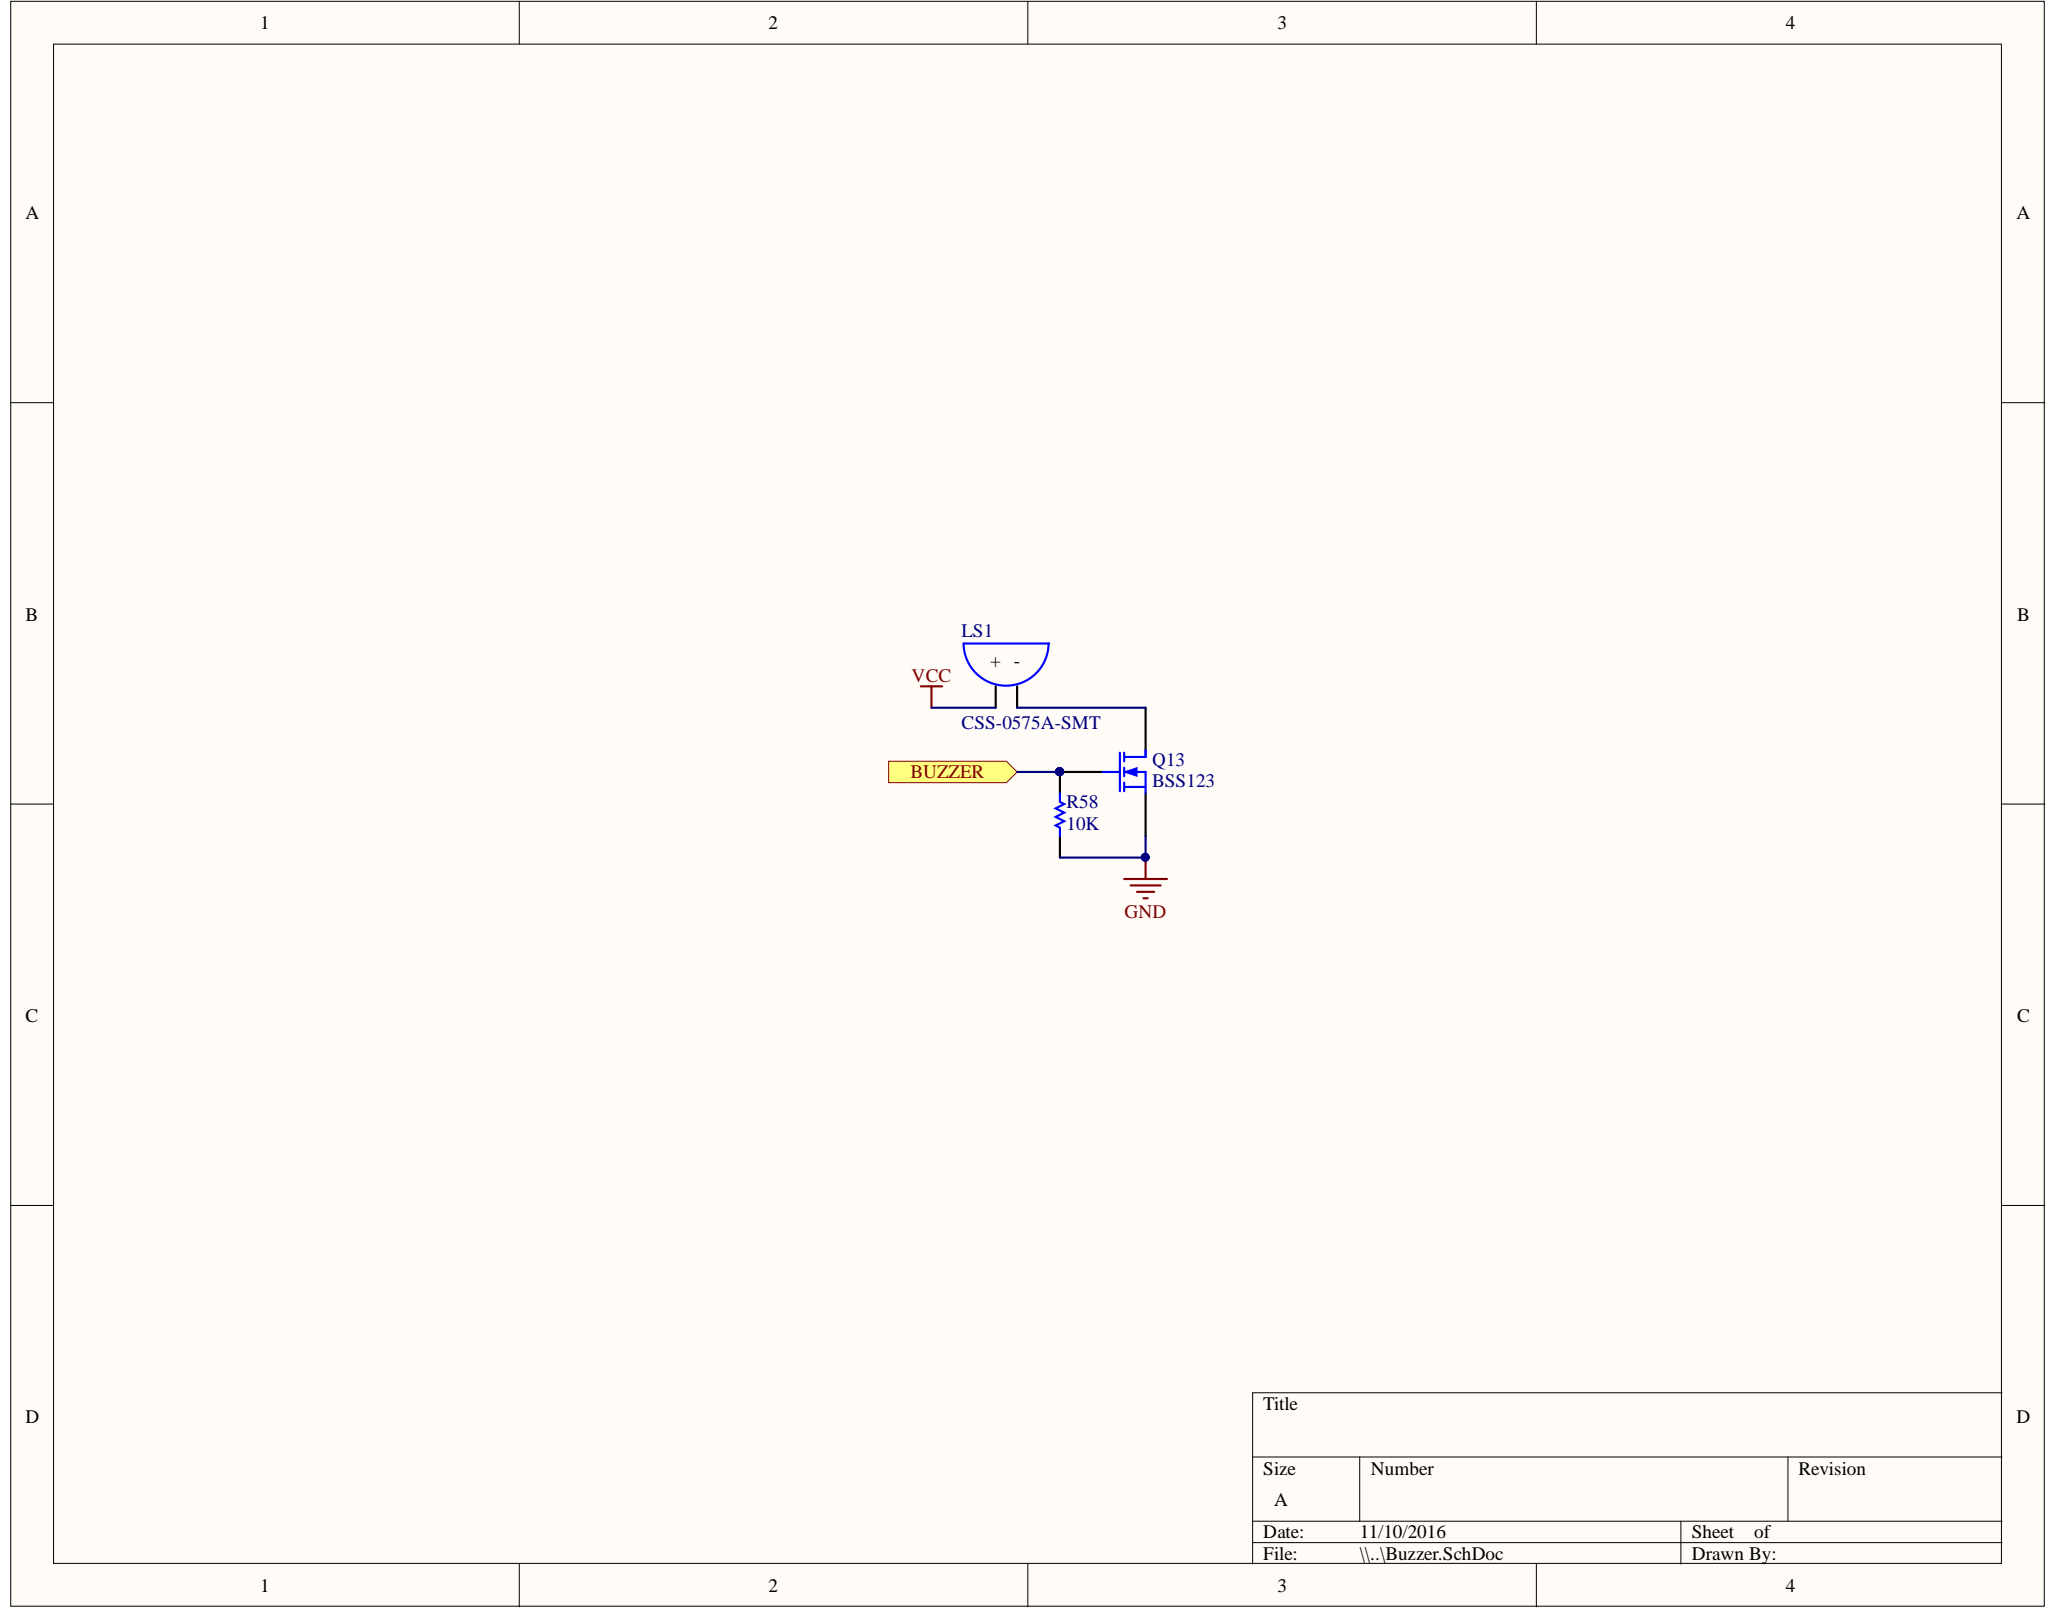 1 2 3 4
A A
LS1
B B
+ -
VCC
CSS-0575A-SMT
Q13
BUZZER
BSS123
R58
10K
GND
C C
Title
D D
Size Number Revision
A
Date: 11/10/2016 Sheet of
File: \\..\Buzzer.SchDoc Drawn By:
1 2 3 4